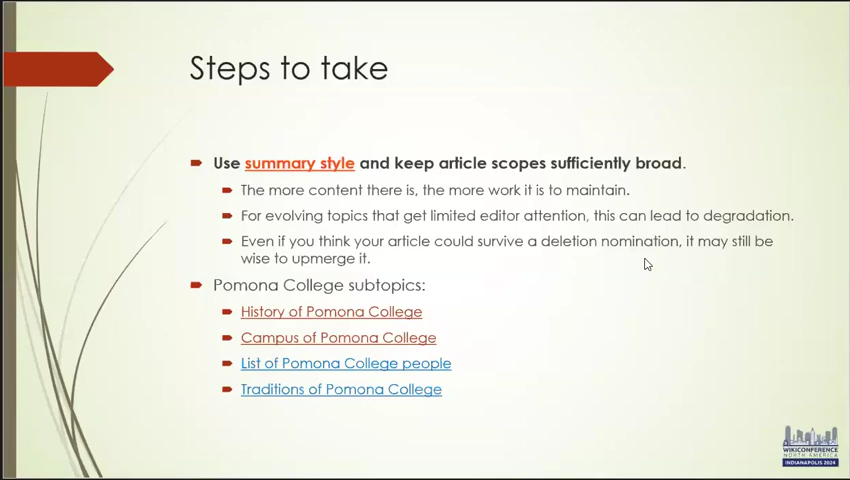 Steps to take
Use summary style and keep article scopes sufficiently broad.
The more content there is, the more work it is to maintain.
For evolving topics that get limited editor attention, this can lead to degradation.
Even if you think your article could survive a deletion nomination, it may still be
wise to upmerge it.
Pomona College subtopics:
History of Pomona College
Campus of Pomona College
List of Pomona College people
Traditions of Pomona College
WIKICONFERENCE
NORTH AMERICA
INDIANAPOLIS 2024